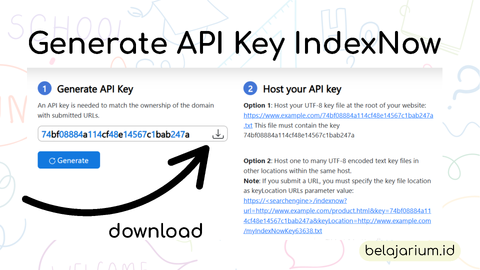 Generate API Key IndexNow
1 Generate API Key
An API key is needed to match the ownership of the domain
with submitted URLs.
74bf08884a114cf48e14567c1bab247a
Generate
download
2 Host your API key
Option 1: Host your UTF-8 key file at the root of your website:
https://www.example.com/74bf08884a114cf48e14567c1bab247a
.txt This file must contain the key
74bf08884a114cf48e14567c1bab247a
Option 2: Host one to many UTF-8 encoded text key files in
other locations within the same host.
Note: If you submit a URL, you must specify the key file location
as keyLocation URLs parameter value:
https://<searchengine>/indexnow?
url=http://www.example.com/product.html&key=74bf08884a11
4cf48e14567c1bab247a&keyLocation=http://www.example.com
/myIndexNowKey63638.txt
belajarium.id